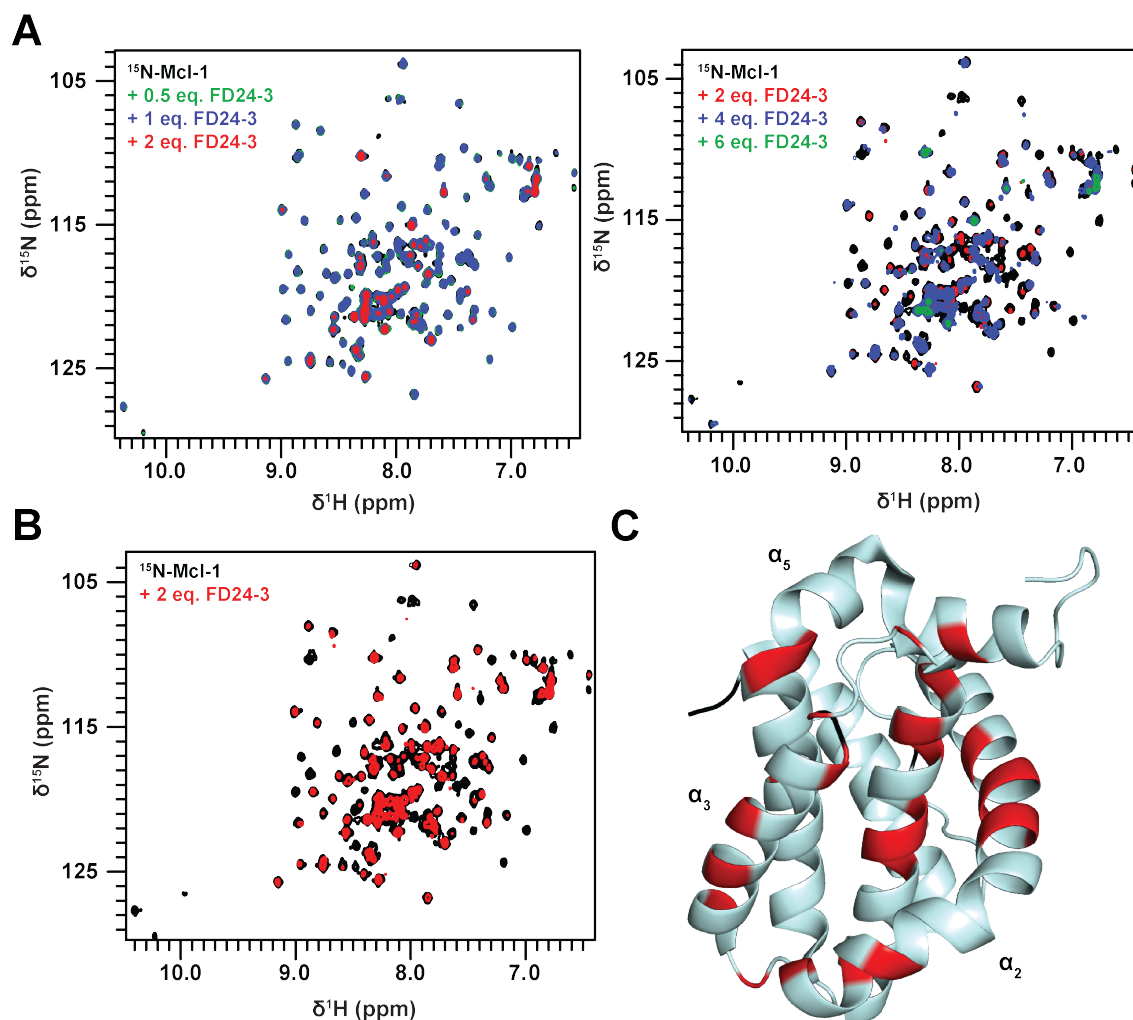 A
¹⁵N-Mcl-1
+ 0.5 eq. FD24-3
+ 1 eq. FD24-3
+ 2 eq. FD24-3
105
115
125
δ¹⁵N (ppm)
10.0 9.0 8.0 7.0
δ¹H (ppm)
¹⁵N-Mcl-1
+ 2 eq. FD24-3
+ 4 eq. FD24-3
+ 6 eq. FD24-3
105
115
125
δ¹⁵N (ppm)
10.0 9.0 8.0 7.0
δ¹H (ppm)
B
¹⁵N-Mcl-1
+ 2 eq. FD24-3
105
115
125
δ¹⁵N (ppm)
10.0 9.0 8.0 7.0
δ¹H (ppm)
C
α₅
α₃
α₂